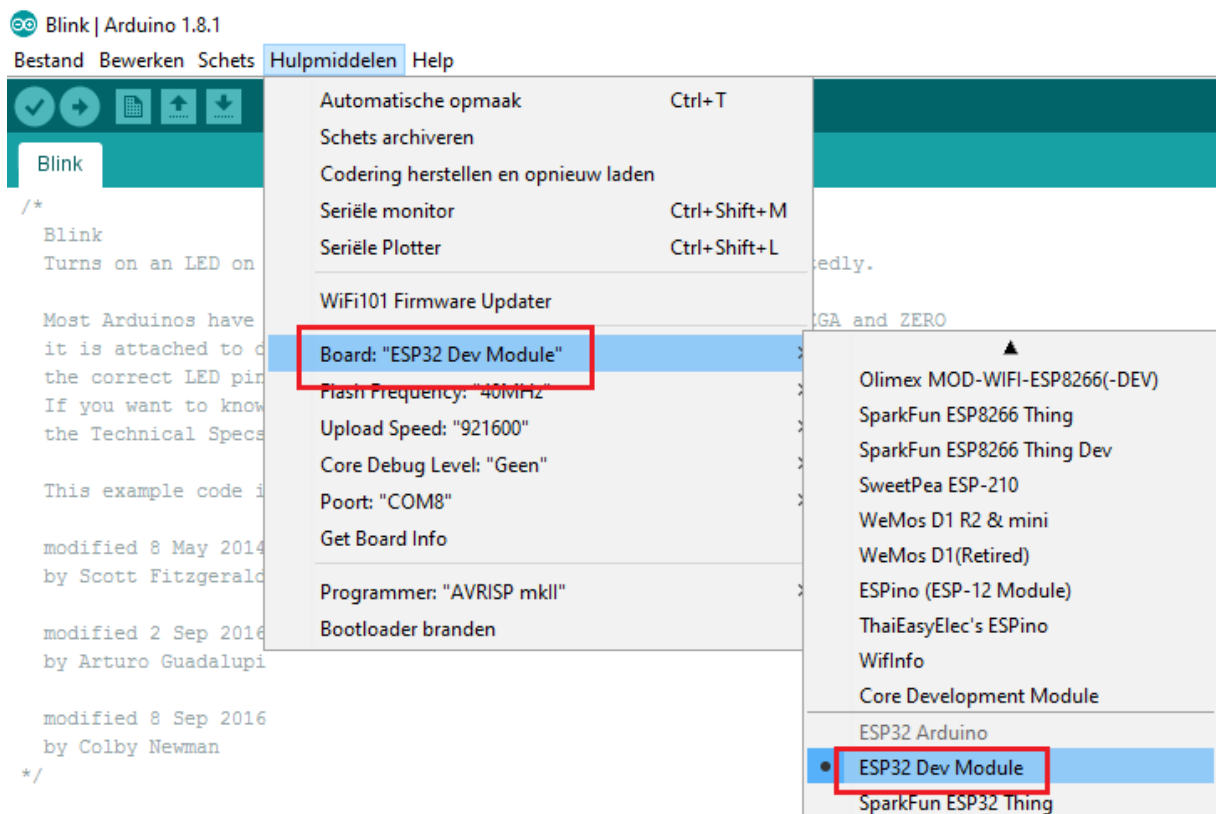 Blink | Arduino 1.8.1
Bestand Bewerken Schets Hulpmiddelen Help
Automatische opmaak Ctrl+T
Schets archiveren
Codering herstellen en opnieuw laden
Seriële monitor Ctrl+Shift+M
Seriële Plotter Ctrl+Shift+L
WiFi101 Firmware Updater
Board: "ESP32 Dev Module"
Flash Frequency: "40MHz"
Upload Speed: "921600"
Core Debug Level: "Geen"
Poort: "COM8"
Get Board Info
Programmer: "AVRISP mkII"
Bootloader branden
Olimex MOD-WIFI-ESP8266(-DEV)
SparkFun ESP8266 Thing
SparkFun ESP8266 Thing Dev
SweetPea ESP-210
WeMos D1 R2 & mini
WeMos D1(Retired)
ESPino (ESP-12 Module)
ThaiEasyElec's ESPino
WifInfo
Core Development Module
ESP32 Arduino
ESP32 Dev Module
SparkFun ESP32 Thing
Blink
/*
Blink
Turns on an LED on edly.
Most Arduinos have GA and ZERO
it is attached to d
the correct LED pin
If you want to know
the Technical Specs
This example code i
modified 8 May 2014
by Scott Fitzgerald
modified 2 Sep 2016
by Arturo Guadalupi
modified 8 Sep 2016
by Colby Newman
*/